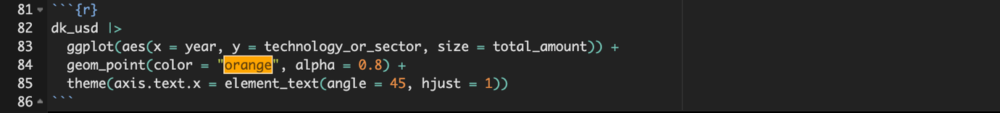 81 ```{r}
82 dk_usd |>
83   ggplot(aes(x = year, y = technology_or_sector, size = total_amount)) +
84   geom_point(color = "orange", alpha = 0.8) +
85   theme(axis.text.x = element_text(angle = 45, hjust = 1))
86 ```